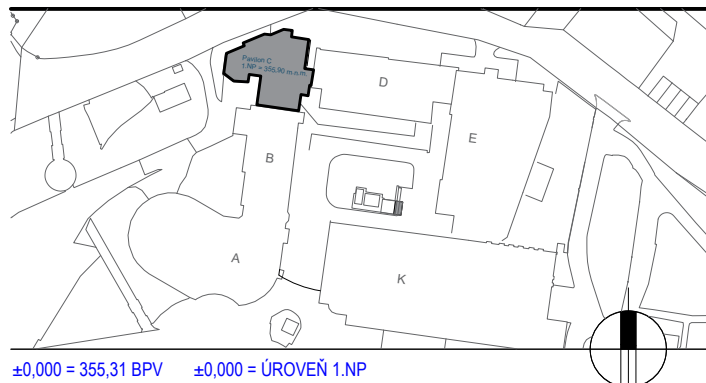 Pavilon C
1.NP = 355,90 m.n.m.
D
E
B
A
K
±0,000 = 355,31 BPV ±0,000 = ÚROVEŇ 1.NP